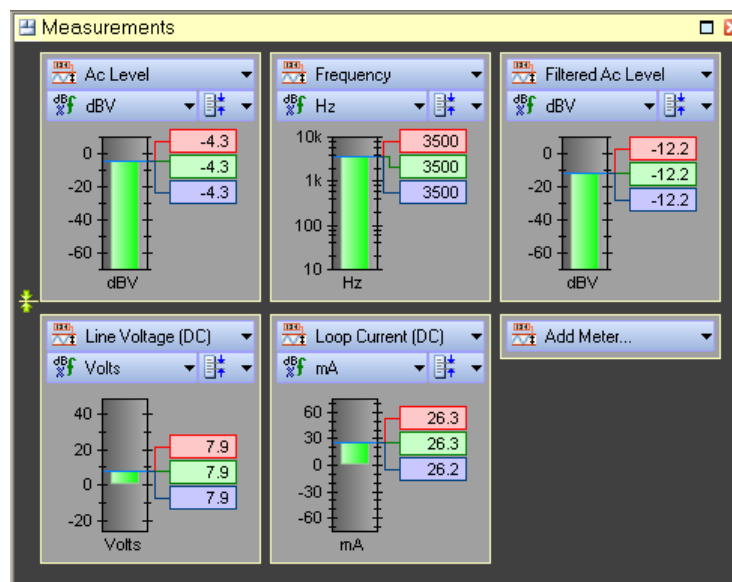 Measurements
Ac Level
dBV
0
-20
-40
-60
dBV
-4.3
-4.3
-4.3
Frequency
Hz
10k
1k
100
10
Hz
3500
3500
3500
Filtered Ac Level
dBV
0
-20
-40
-60
dBV
-12.2
-12.2
-12.2
Line Voltage (DC)
Volts
40
20
0
-20
Volts
7.9
7.9
7.9
Loop Current (DC)
mA
60
30
0
-30
-60
mA
26.3
26.3
26.2
Add Meter...